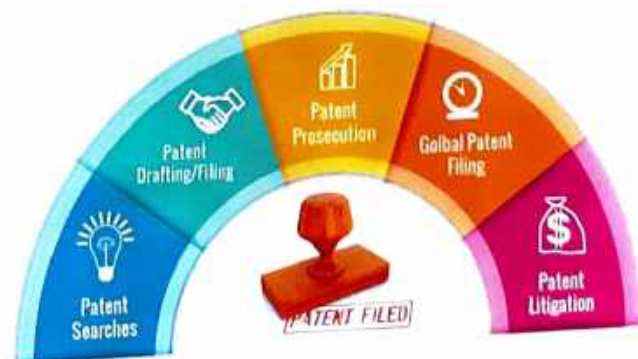 Patent
Searches
Patent
Drafting/Filing
Patent
Prosecution
Golbal Patent
Filing
Patent
Litigation
PATENT FILED